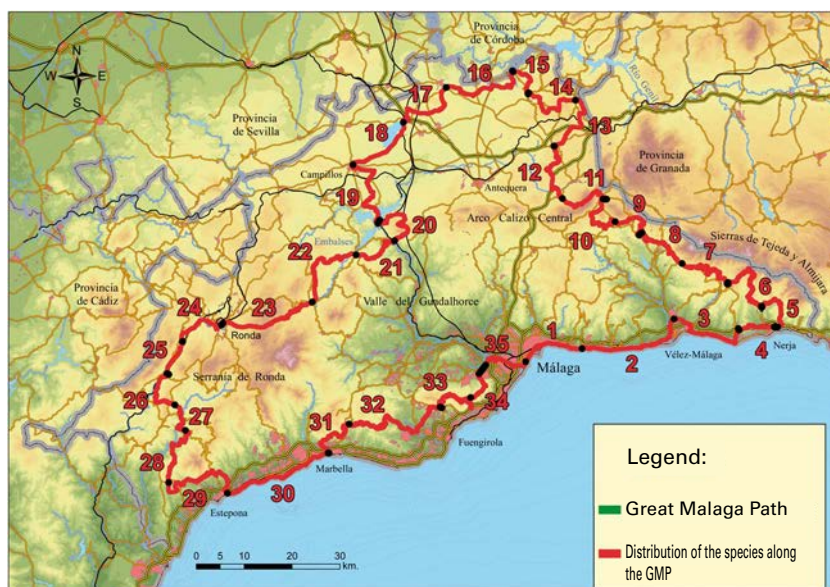 Provincia
de Córdoba
N
W E
S
Río Genil
15
16
14
17
13
18
Provincia
de Sevilla
Provincia
de Granada
Campillos
12
Antequera
11
19
9
Arco Calizo Central
20
10
8
Sierras de Tejeda y Almijara
Embalses
22
21
7
Provincia
de Cádiz
Valle del Guadalhorce
6
24
23
5
1
3
Ronda
35
4
Nerja
Málaga
2
Vélez-Málaga
25
Serranía de Ronda
33
26
34
27
32
31
Fuengirola
28
Marbella
29
30
Estepona
0 5 10 20 30
km.
Legend:
Great Malaga Path
Distribution of the species along
the GMP